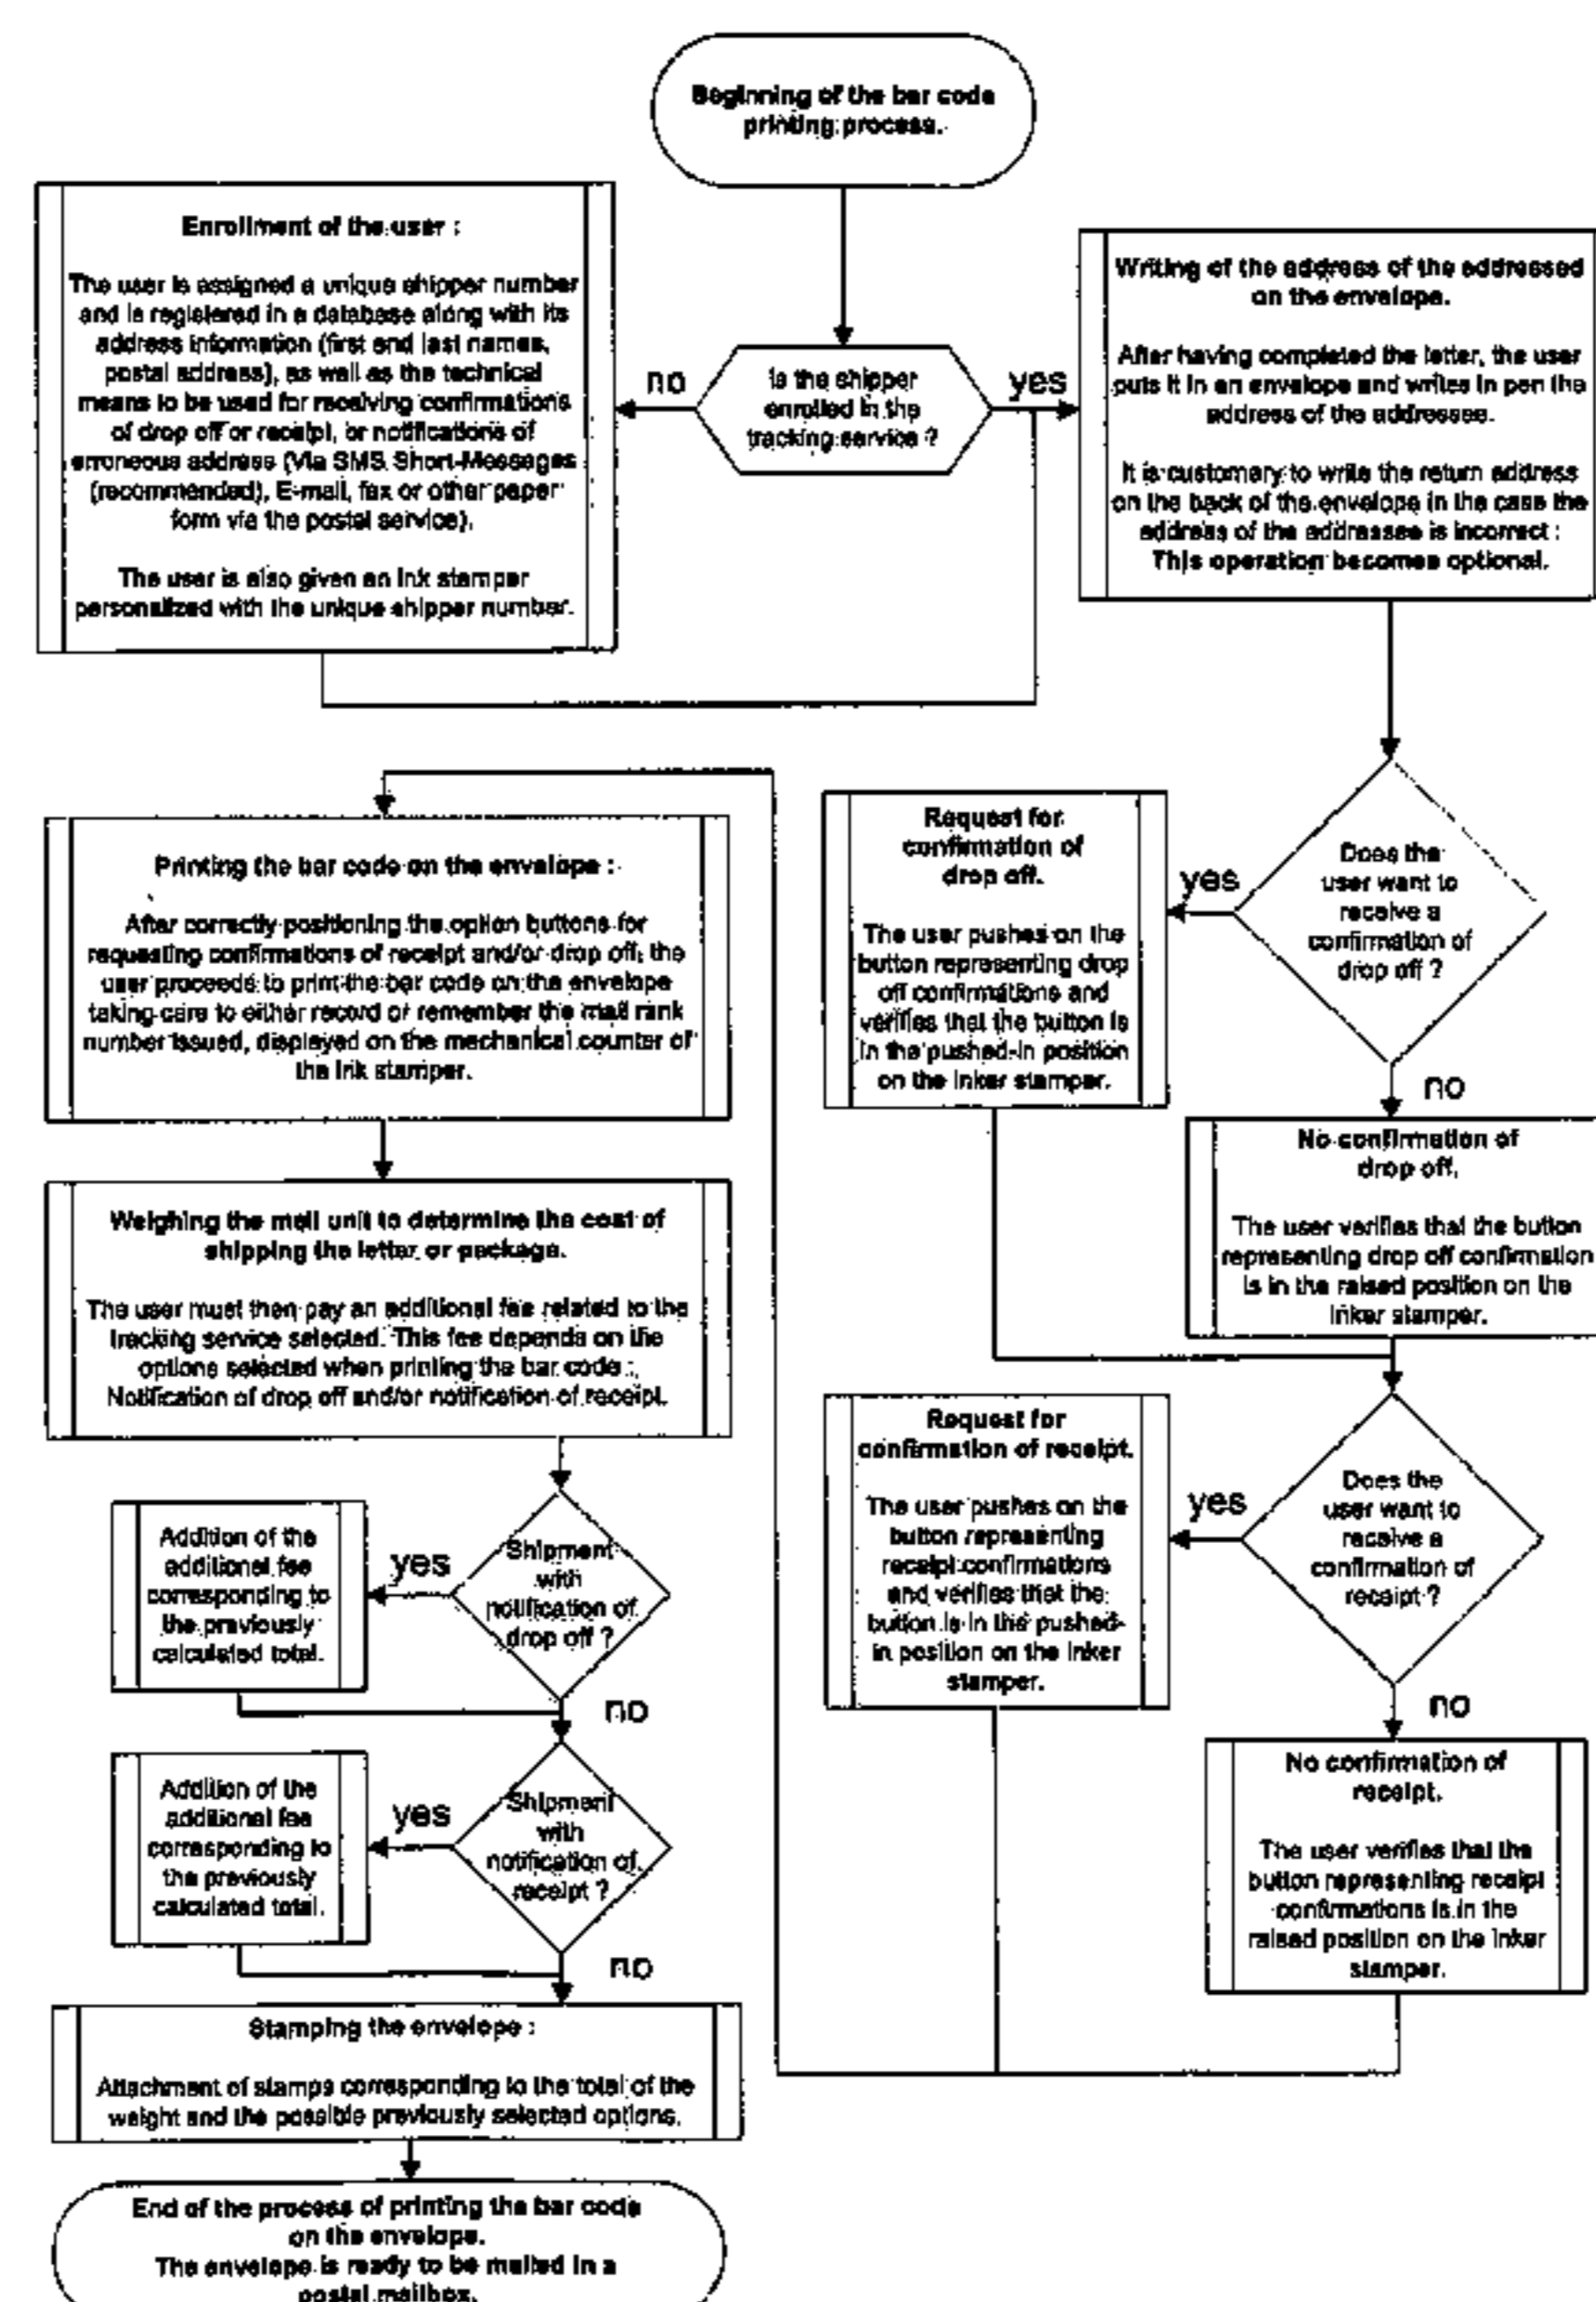 Beginning of the bar code
printing process.
Enrollment of the user :
The user is assigned a unique shipper number
and is registered in a database along with its
address information (first and last names,
postal address), as well as the technical
means to be used for receiving confirmations
of drop off or receipt, or notifications of
erroneous address (Via SMS Short-Messages
(recommended), E-mail, fax or other paper
form via the postal service).
The user is also given an ink stamper
personalized with the unique shipper number.
no
Is the shipper
enrolled in the
tracking service ?
yes
Writing of the address of the addressed
on the envelope.
After having completed the letter, the user
puts it in an envelope and writes in pen the
address of the addressee.
It is customary to write the return address
on the back of the envelope in the case the
address of the addressee is incorrect :
This operation becomes optional.
Does the
user want to
receive a
confirmation of
drop off ?
yes
Request for
confirmation of
drop off.
The user pushes on the
button representing drop
off confirmations and
verifies that the button is
in the pushed-in position
on the inker stamper.
no
No confirmation of
drop off.
The user verifies that the button
representing drop off confirmation
is in the raised position on the
inker stamper.
Does the
user want to
receive a
confirmation of
receipt ?
yes
Request for
confirmation of receipt.
The user pushes on the
button representing
receipt confirmations
and verifies that the
button is in the pushed-
in position on the inker
stamper.
no
No confirmation of
receipt.
The user verifies that the
button representing receipt
confirmations is in the
raised position on the inker
stamper.
Printing the bar code on the envelope :
After correctly positioning the option buttons for
requesting confirmations of receipt and/or drop off, the
user proceeds to print the bar code on the envelope
taking care to either record or remember the mail rank
number issued, displayed on the mechanical counter of
the ink stamper.
Weighing the mail unit to determine the cost of
shipping the letter or package.
The user must then pay an additional fee related to the
tracking service selected. This fee depends on the
options selected when printing the bar code :
Notification of drop off and/or notification of receipt.
Shipment
with
notification of
drop off ?
yes
Addition of the
additional fee
corresponding to
the previously
calculated total.
no
Shipment
with
notification of
receipt ?
yes
Addition of the
additional fee
corresponding to
the previously
calculated total.
no
Stamping the envelope :
Attachment of stamps corresponding to the total of the
weight and the possible previously selected options.
End of the process of printing the bar code
on the envelope.
The envelope is ready to be mailed in a
postal mailbox.